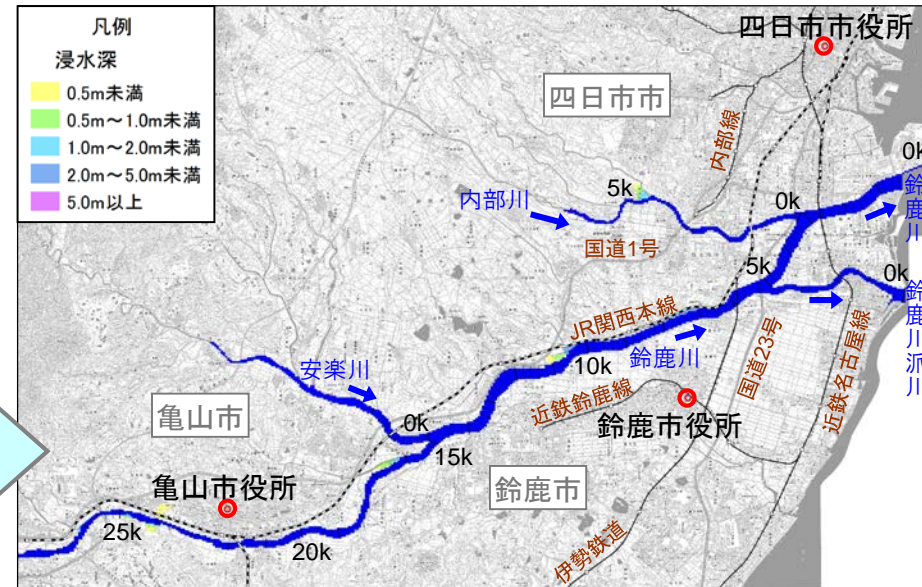 凡例
浸水深
0.5m未満
0.5m～1.0m未満
1.0m～2.0m未満
2.0m～5.0m未満
5.0m以上
四日市市役所
四日市市
内部線
0k
鈴鹿川
5k
内部川
0k
国道1号
5k
0k
鈴鹿川派川
JR関西本線
鈴鹿川
国道23号
近鉄名古屋線
10k
安楽川
近鉄鈴鹿線
鈴鹿市役所
亀山市
0k
15k
鈴鹿市
亀山市役所
25k
20k
伊勢鉄道